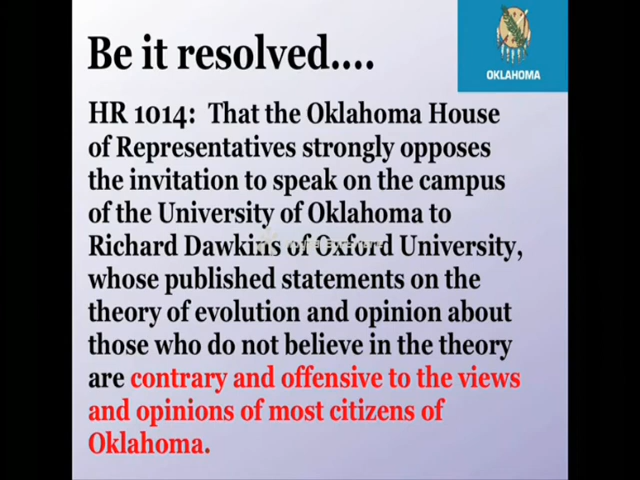 Be it resolved....
OKLAHOMA
HR 1014: That the Oklahoma House
of Representatives strongly opposes
the invitation to speak on the campus
of the University of Oklahoma to
Richard Dawkins of Oxford University,
whose published statements on the
theory of evolution and opinion about
those who do not believe in the theory
are contrary and offensive to the views
and opinions of most citizens of
Oklahoma.